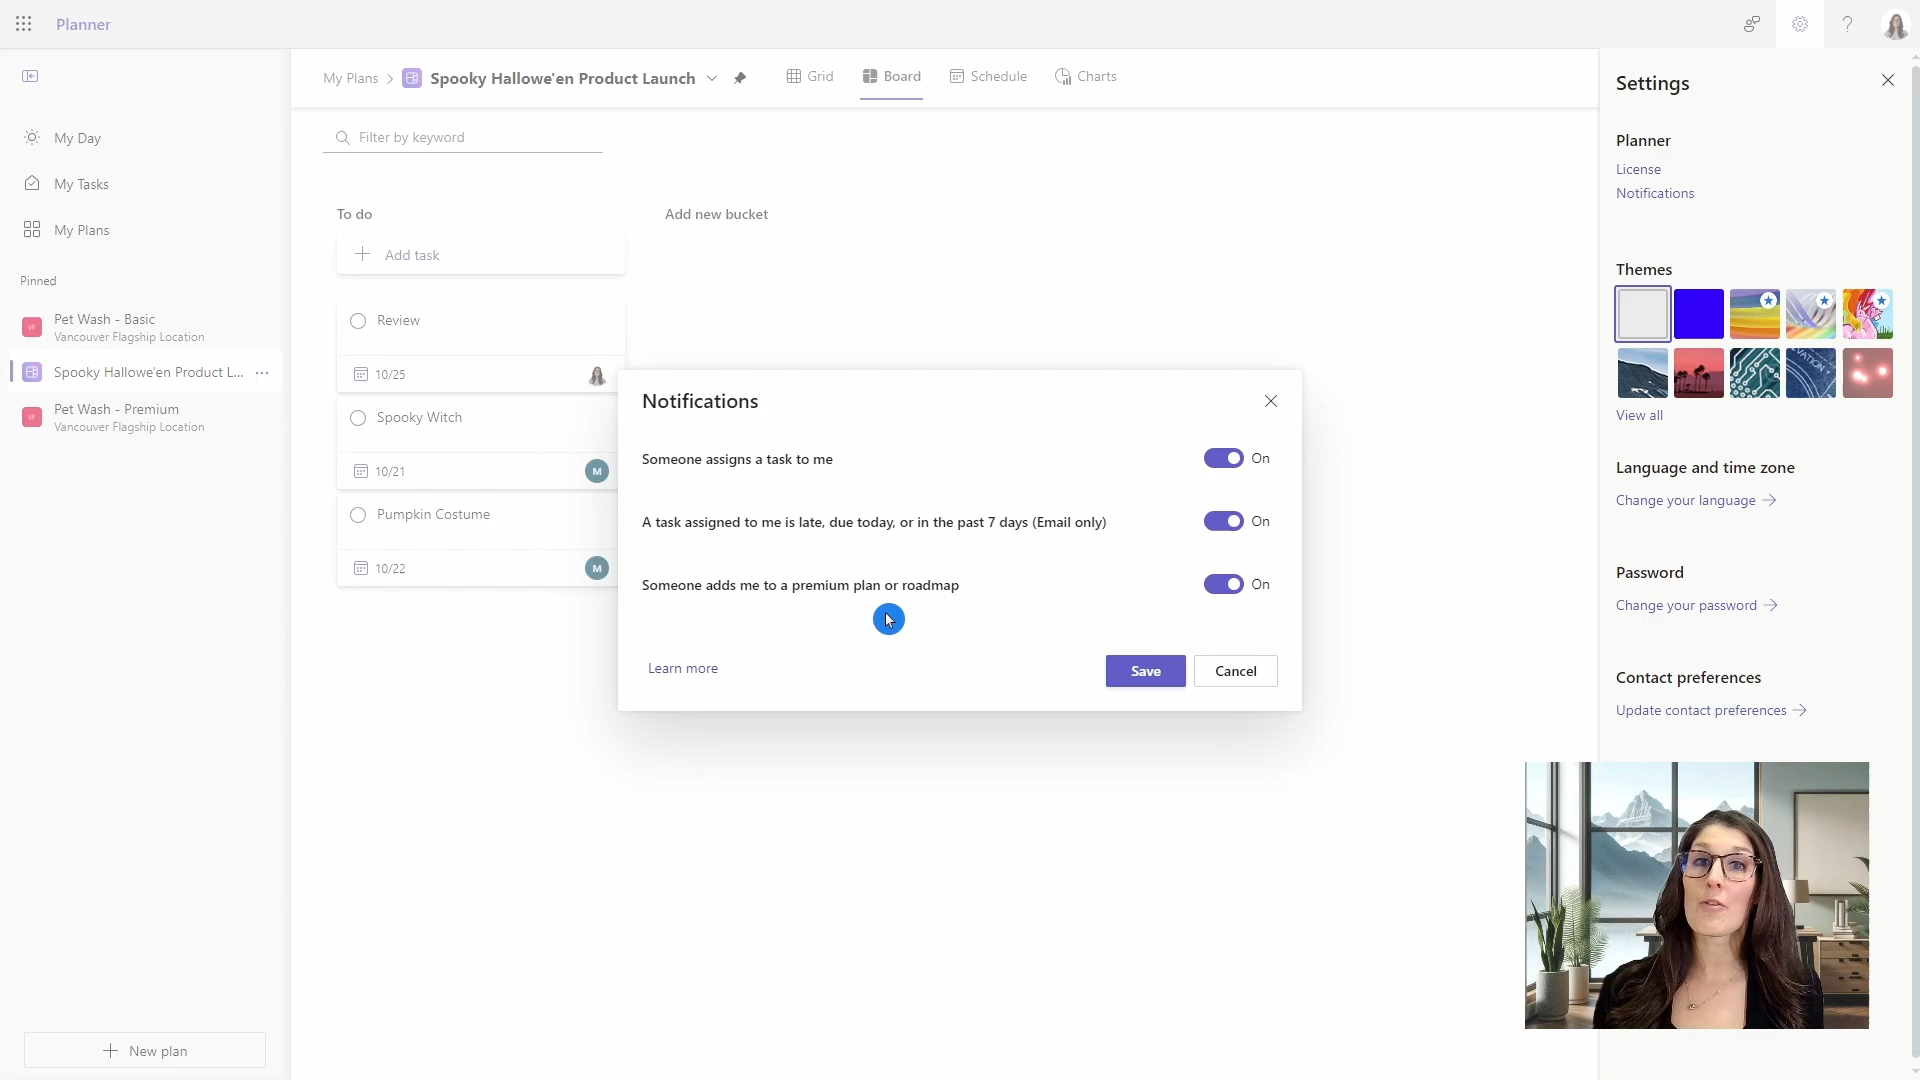 Planner
My Day
My Tasks
My Plans
Pinned
Pet Wash - Basic
Vancouver Flagship Location
Spooky Hallowe'en Product L...
Pet Wash - Premium
Vancouver Flagship Location
New plan
My Plans > Spooky Hallowe'en Product Launch
Grid
Board
Schedule
Charts
Filter by keyword
To do
Add new bucket
Add task
Review
10/25
Spooky Witch
10/21
M
Pumpkin Costume
10/22
M
Notifications
Someone assigns a task to me
On
A task assigned to me is late, due today, or in the past 7 days (Email only)
On
Someone adds me to a premium plan or roadmap
On
Learn more
Save
Cancel
Settings
Planner
License
Notifications
Themes
View all
Language and time zone
Change your language
Password
Change your password
Contact preferences
Update contact preferences